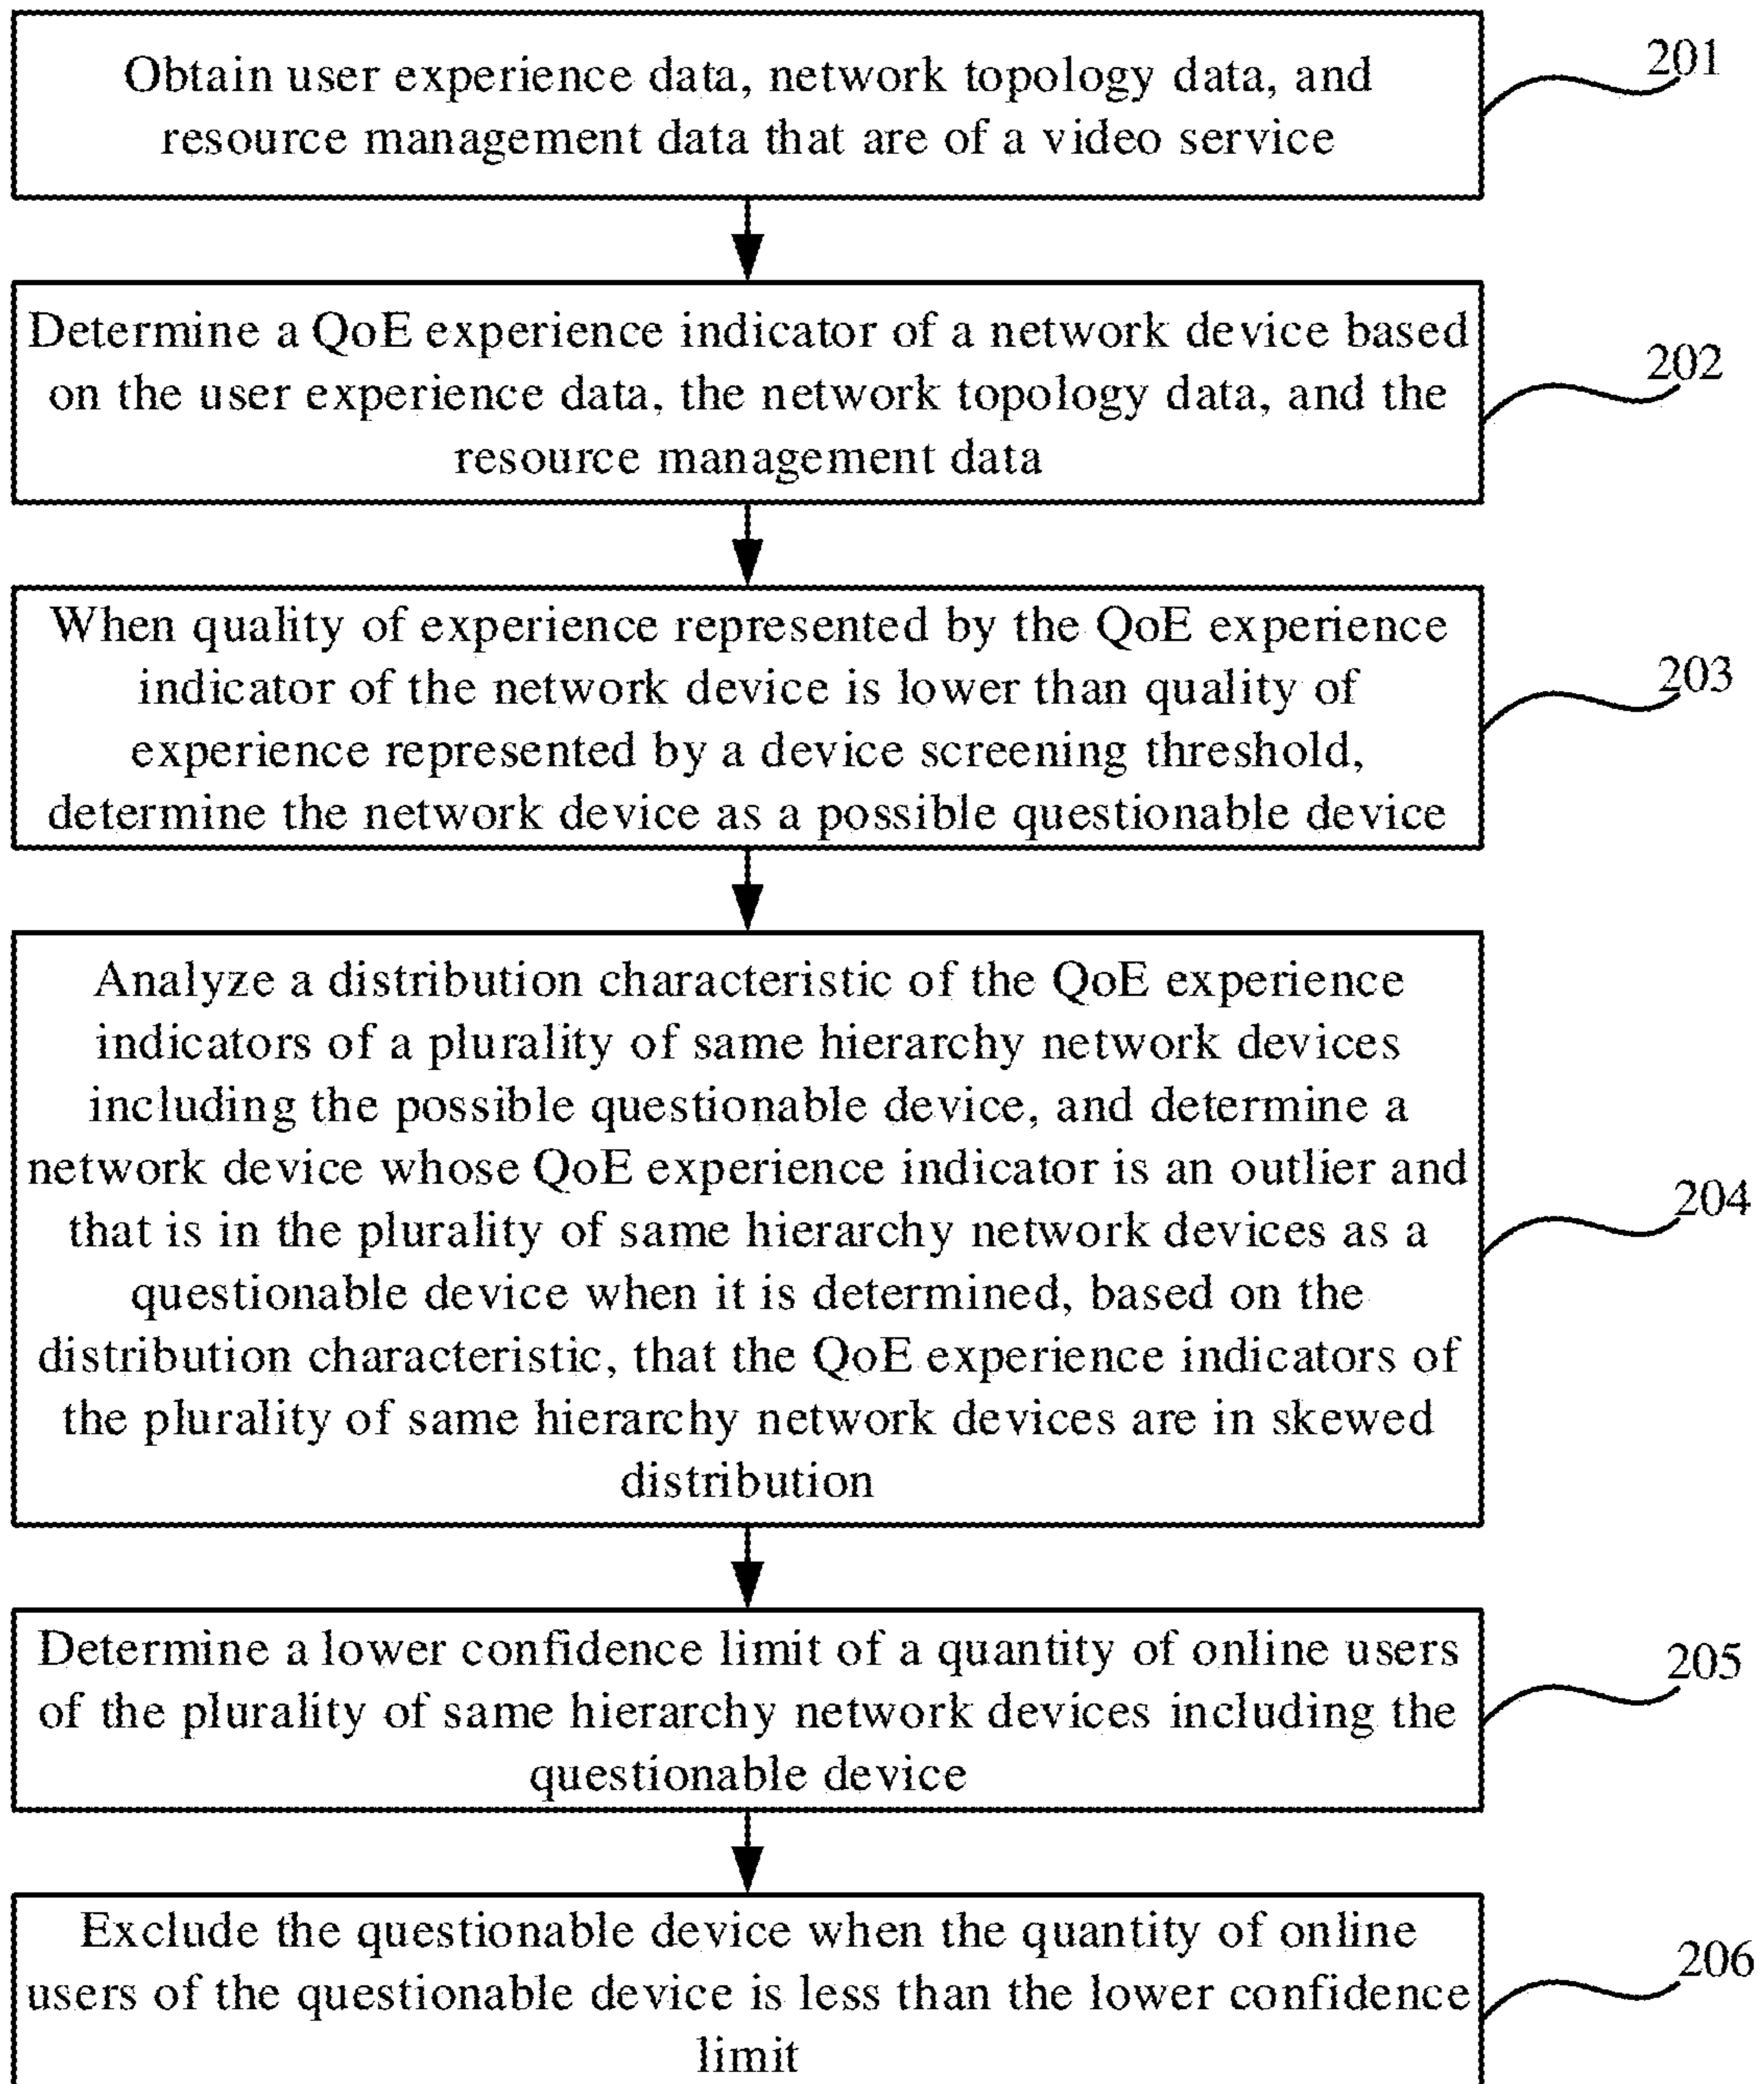 Obtain user experience data, network topology data, and
resource management data that are of a video service
201
Determine a QoE experience indicator of a network device based
on the user experience data, the network topology data, and the
resource management data
202
When quality of experience represented by the QoE experience
indicator of the network device is lower than quality of
experience represented by a device screening threshold,
determine the network device as a possible questionable device
203
Analyze a distribution characteristic of the QoE experience
indicators of a plurality of same hierarchy network devices
including the possible questionable device, and determine a
network device whose QoE experience indicator is an outlier and
that is in the plurality of same hierarchy network devices as a
questionable device when it is determined, based on the
distribution characteristic, that the QoE experience indicators of
the plurality of same hierarchy network devices are in skewed
distribution
204
Determine a lower confidence limit of a quantity of online users
of the plurality of same hierarchy network devices including the
questionable device
205
Exclude the questionable device when the quantity of online
users of the questionable device is less than the lower confidence
limit
206